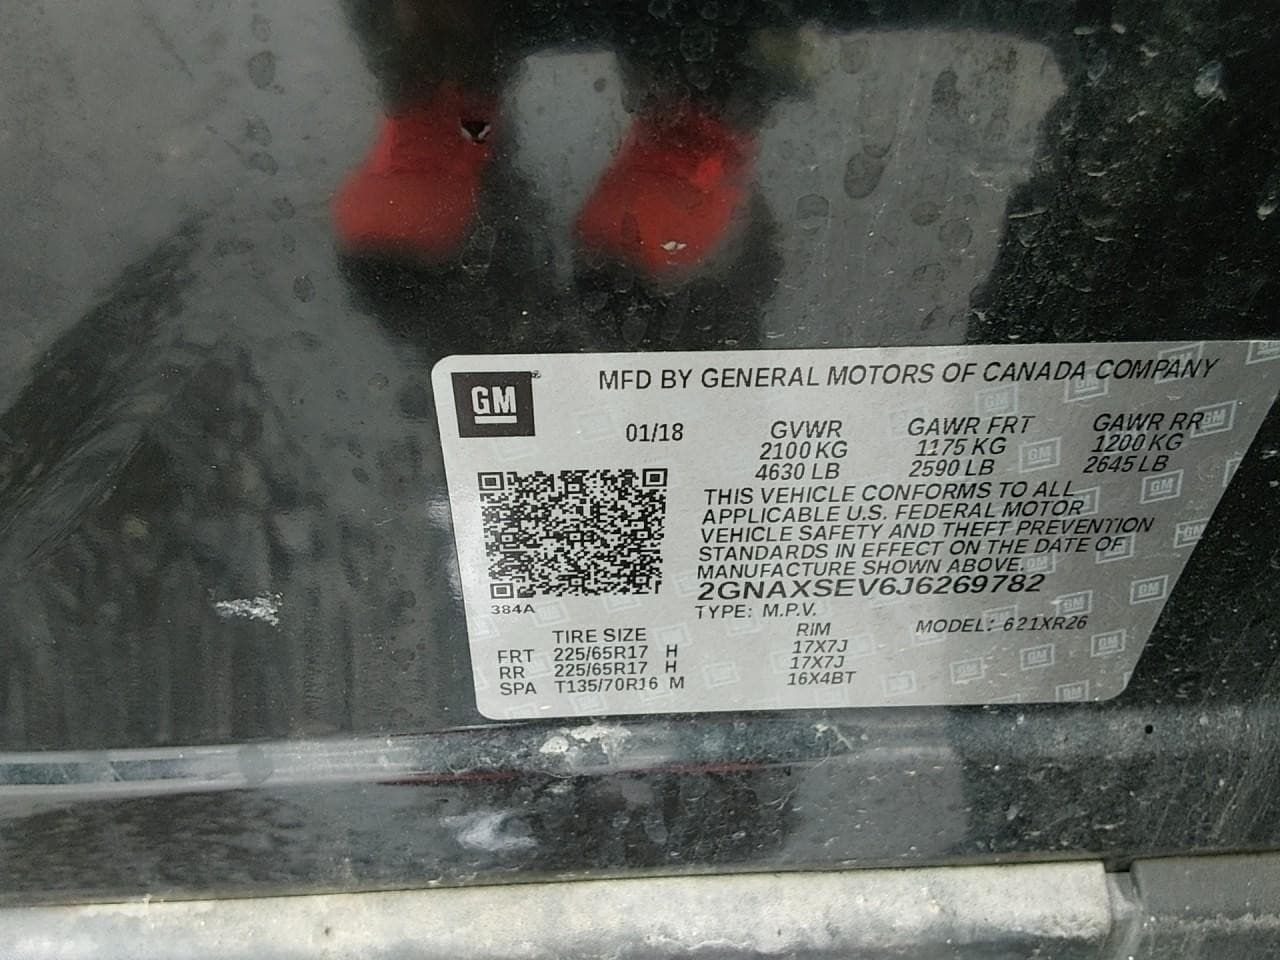 GM
MFD BY GENERAL MOTORS OF CANADA COMPANY
01/18 GVWR GAWR FRT GAWR RR
2100 KG 1175 KG 1200 KG
4630 LB 2590 LB 2645 LB
THIS VEHICLE CONFORMS TO ALL
APPLICABLE U.S. FEDERAL MOTOR
VEHICLE SAFETY AND THEFT PREVENTION
STANDARDS IN EFFECT ON THE DATE OF
MANUFACTURE SHOWN ABOVE.
2GNAXSEV6J6269782
384A
TYPE: M.P.V. MODEL: 621XR26
TIRE SIZE RIM
FRT 225/65R17 H 17X7J
RR 225/65R17 H 17X7J
SPA T135/70R16 M 16X4BT